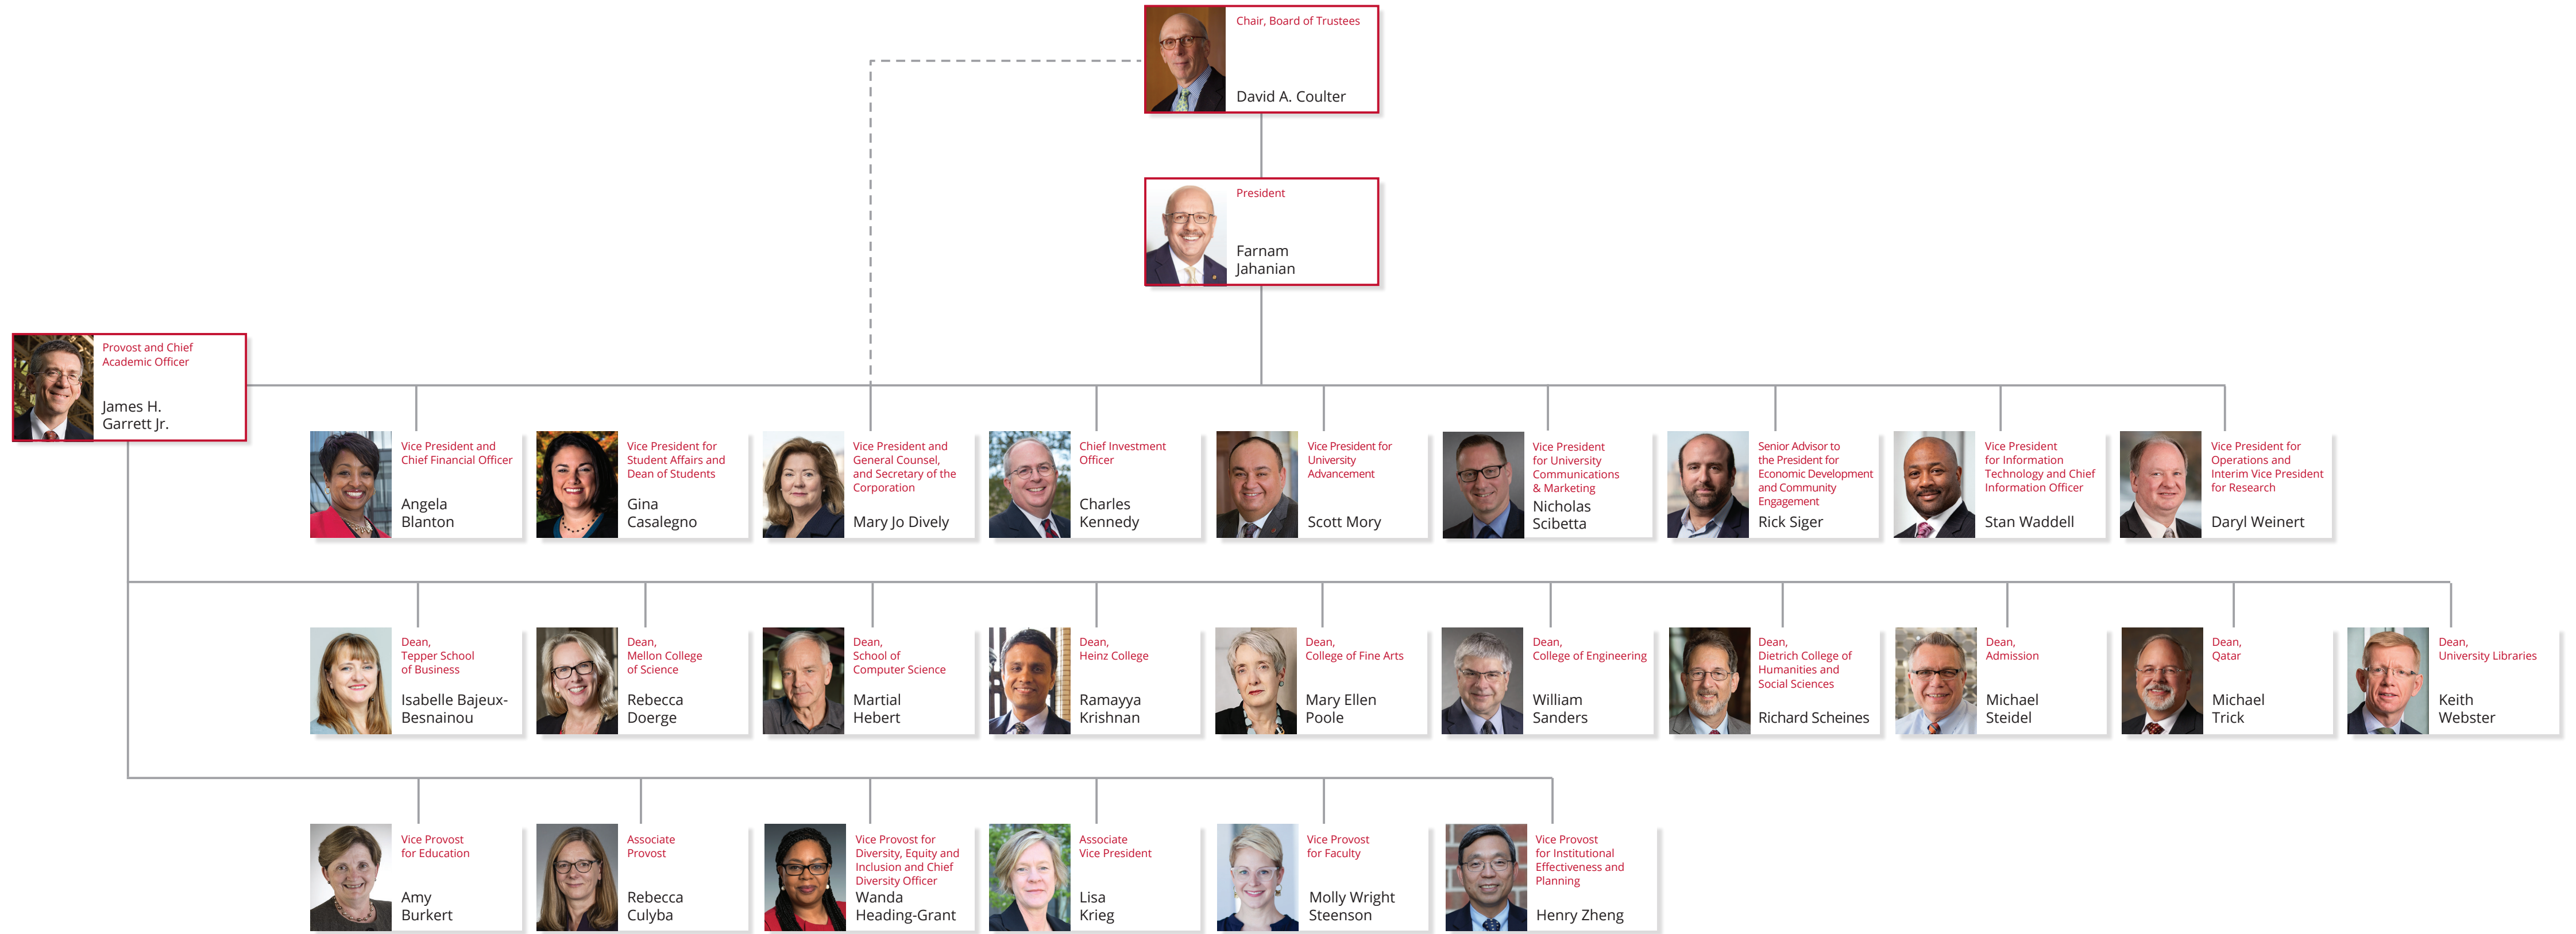 Chair, Board of Trustees
David A. Coulter
President
Farnam
Jahanian
Provost and Chief
Academic Officer
James H.
Garrett Jr.
Vice President and
Chief Financial Officer
Angela
Blanton
Vice President for
Student Affairs and
Dean of Students
Gina
Casalegno
Vice President and
General Counsel,
and Secretary of the
Corporation
Mary Jo Dively
Chief Investment
Officer
Charles
Kennedy
Vice President for
University
Advancement
Scott Mory
Vice President
for University
Communications
& Marketing
Nicholas
Scibetta
Senior Advisor to
the President for
Economic Development
and Community
Engagement
Rick Siger
Vice President
for Information
Technology and Chief
Information Officer
Stan Waddell
Vice President for
Operations and
Interim Vice President
for Research
Daryl Weinert
Dean,
Tepper School
of Business
Isabelle Bajeux-
Besnainou
Dean,
Mellon College
of Science
Rebecca
Doerge
Dean,
School of
Computer Science
Martial
Hebert
Dean,
Heinz College
Ramayya
Krishnan
Dean,
College of Fine Arts
Mary Ellen
Poole
Dean,
College of Engineering
William
Sanders
Dean,
Dietrich College of
Humanities and
Social Sciences
Richard Scheines
Dean,
Admission
Michael
Steidel
Dean,
Qatar
Michael
Trick
Dean,
University Libraries
Keith
Webster
Vice Provost
for Education
Amy
Burkert
Associate
Provost
Rebecca
Culyba
Vice Provost for
Diversity, Equity and
Inclusion and Chief
Diversity Officer
Wanda
Heading-Grant
Associate
Vice President
Lisa
Krieg
Vice Provost
for Faculty
Molly Wright
Steenson
Vice Provost
for Institutional
Effectiveness and
Planning
Henry Zheng